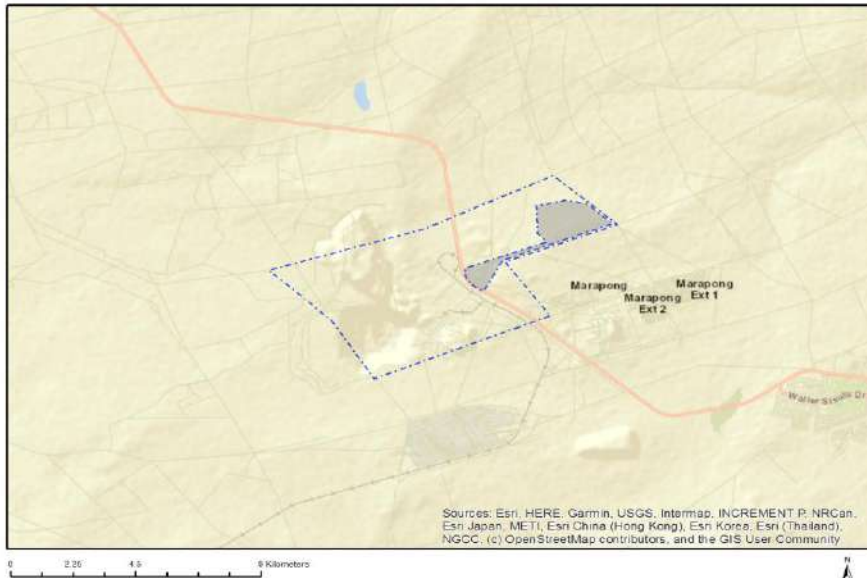 Marapong
Marapong
Ext 1
Marapong
Ext 2
Walter Sisulu Dr
Sources: Esri, HERE, Garmin, USGS, Intermap, INCREMENT P, NRCan,
Esri Japan, METI, Esri China (Hong Kong), Esri Korea, Esri (Thailand),
NGCC, (c) OpenStreetMap contributors, and the GIS User Community
0 2.25 4.5 9 Kilometers
N